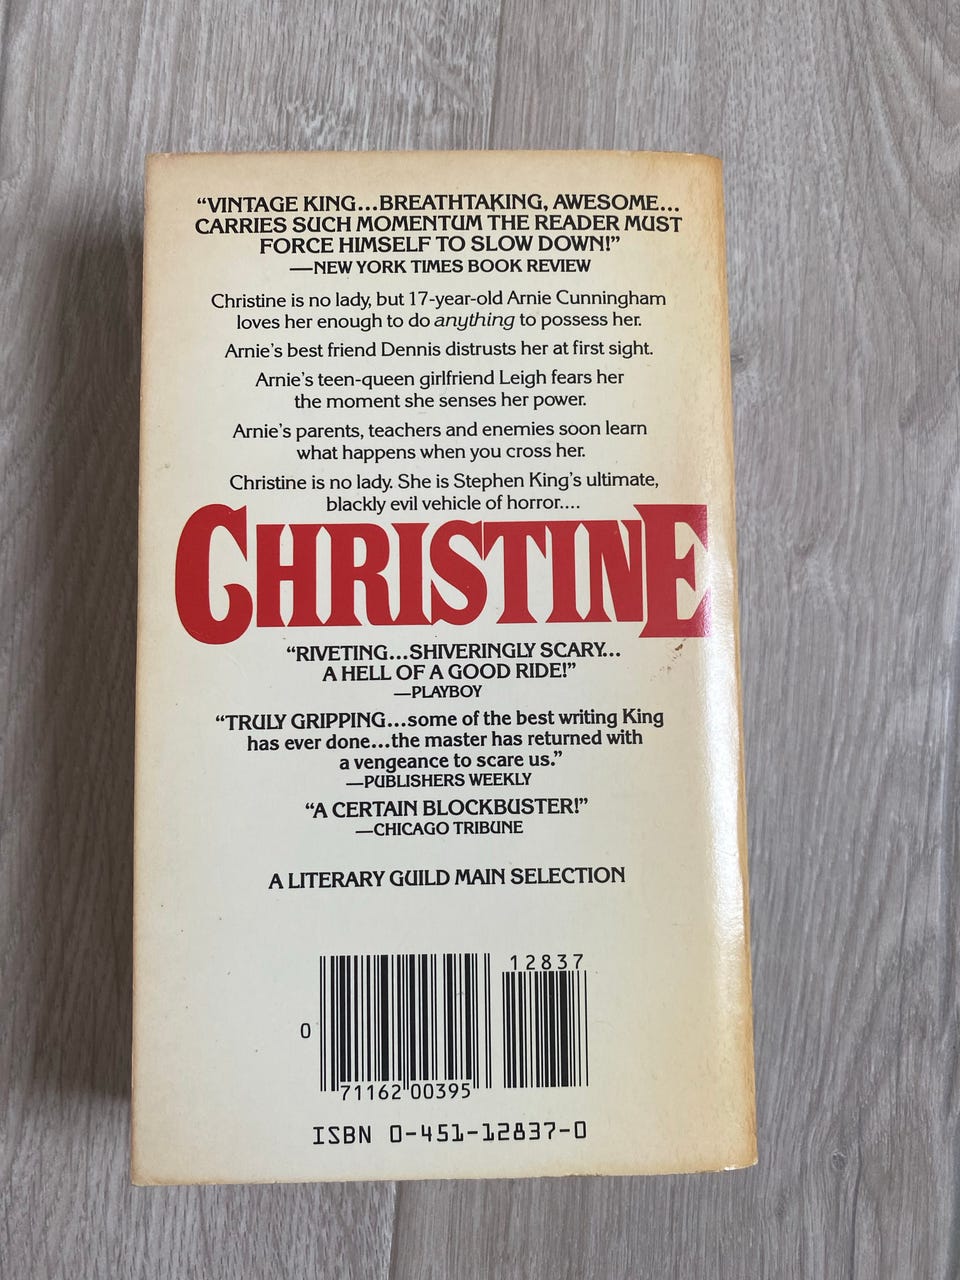 “VINTAGE KING...BREATHTAKING, AWESOME...
CARRIES SUCH MOMENTUM THE READER MUST
FORCE HIMSELF TO SLOW DOWN!”
—NEW YORK TIMES BOOK REVIEW
Christine is no lady, but 17-year-old Arnie Cunningham
loves her enough to do anything to possess her.
Arnie’s best friend Dennis distrusts her at first sight.
Arnie’s teen-queen girlfriend Leigh fears her
the moment she senses her power.
Arnie’s parents, teachers and enemies soon learn
what happens when you cross her.
Christine is no lady. She is Stephen King’s ultimate,
blackly evil vehicle of horror....
CHRISTINE
“RIVETING...SHIVERINGLY SCARY...
A HELL OF A GOOD RIDE!”
—PLAYBOY
“TRULY GRIPPING...some of the best writing King
has ever done...the master has returned with
a vengeance to scare us.”
—PUBLISHERS WEEKLY
“A CERTAIN BLOCKBUSTER!”
—CHICAGO TRIBUNE
A LITERARY GUILD MAIN SELECTION
12837
0
71162 00395
ISBN 0-451-12837-0